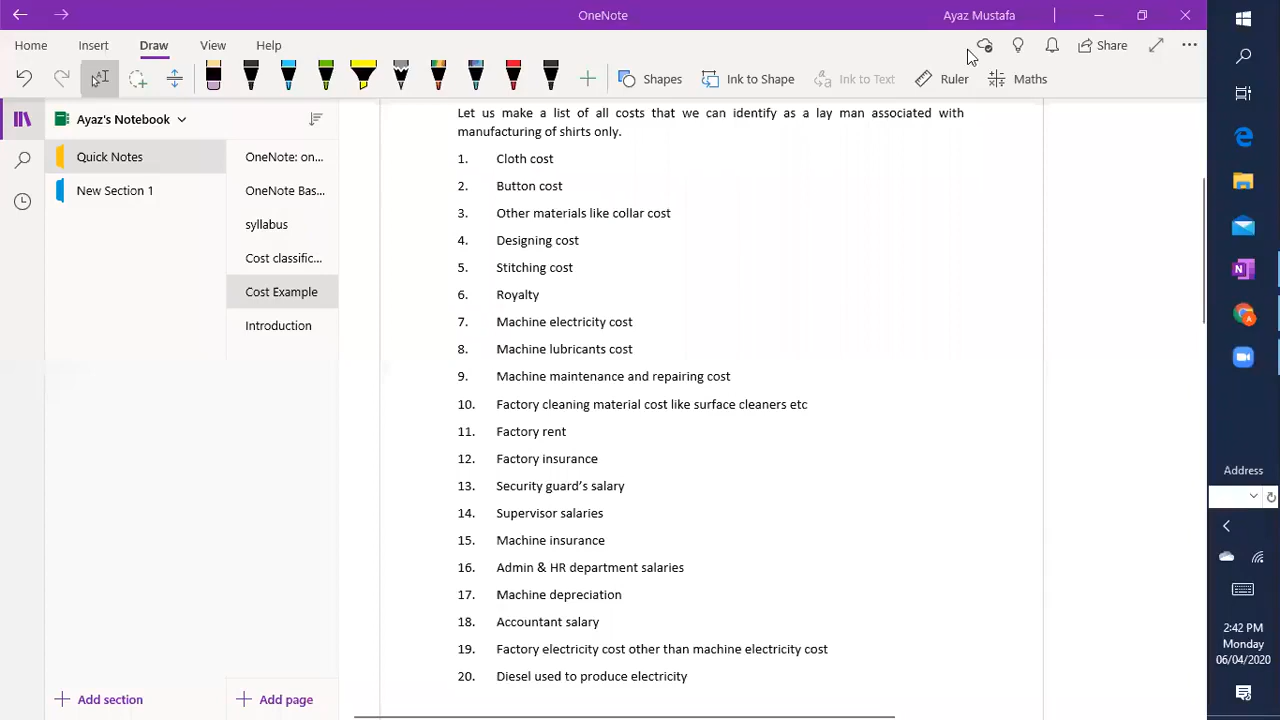 OneNote
Ayaz Mustafa
Home Insert Draw View Help
Share
Shapes Ink to Shape Ink to Text Ruler Maths
Ayaz's Notebook
Quick Notes
New Section 1
OneNote: on...
OneNote Bas...
syllabus
Cost classific...
Cost Example
Introduction
Add section
Add page
Let us make a list of all costs that we can identify as a lay man associated with
manufacturing of shirts only.
1. Cloth cost
2. Button cost
3. Other materials like collar cost
4. Designing cost
5. Stitching cost
6. Royalty
7. Machine electricity cost
8. Machine lubricants cost
9. Machine maintenance and repairing cost
10. Factory cleaning material cost like surface cleaners etc
11. Factory rent
12. Factory insurance
13. Security guard’s salary
14. Supervisor salaries
15. Machine insurance
16. Admin & HR department salaries
17. Machine depreciation
18. Accountant salary
19. Factory electricity cost other than machine electricity cost
20. Diesel used to produce electricity
Address
2:42 PM
Monday
06/04/2020